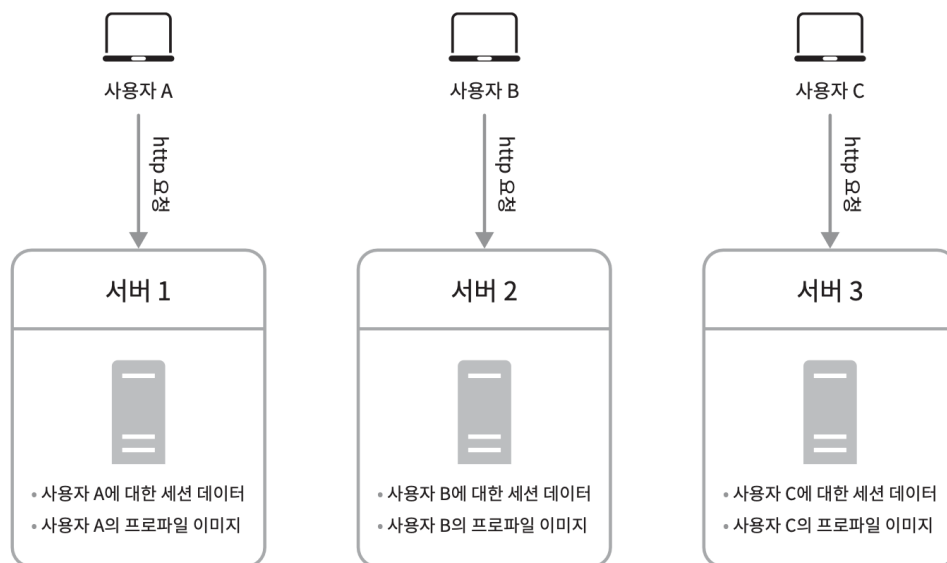 사용자 A
사용자 B
사용자 C
http 요청
http 요청
http 요청
서버 1
서버 2
서버 3
• 사용자 A에 대한 세션 데이터
• 사용자 A의 프로파일 이미지
• 사용자 B에 대한 세션 데이터
• 사용자 B의 프로파일 이미지
• 사용자 C에 대한 세션 데이터
• 사용자 C의 프로파일 이미지